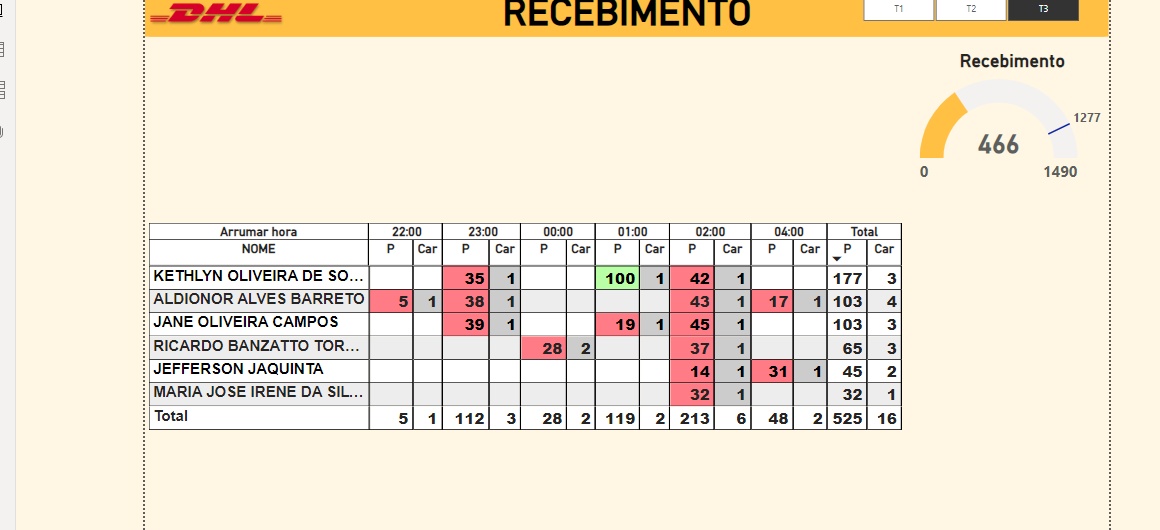 DHL RECEBIMENTO T1 T2 T3
Recebimento
1277
466
0 1490
Arrumar hora 22:00 23:00 00:00 01:00 02:00 04:00 Total
NOME P Car P Car P Car P Car P Car P Car P Car
KETHLYN OLIVEIRA DE SO... 35 1 100 1 42 1 177 3
ALDIONOR ALVES BARRETO 5 1 38 1 43 1 17 1 103 4
JANE OLIVEIRA CAMPOS 39 1 19 1 45 1 103 3
RICARDO BANZATTO TOR... 28 2 37 1 65 3
JEFFERSON JAQUINTA 14 1 31 1 45 2
MARIA JOSE IRENE DA SIL... 32 1 32 1
Total 5 1 112 3 28 2 119 2 213 6 48 2 525 16